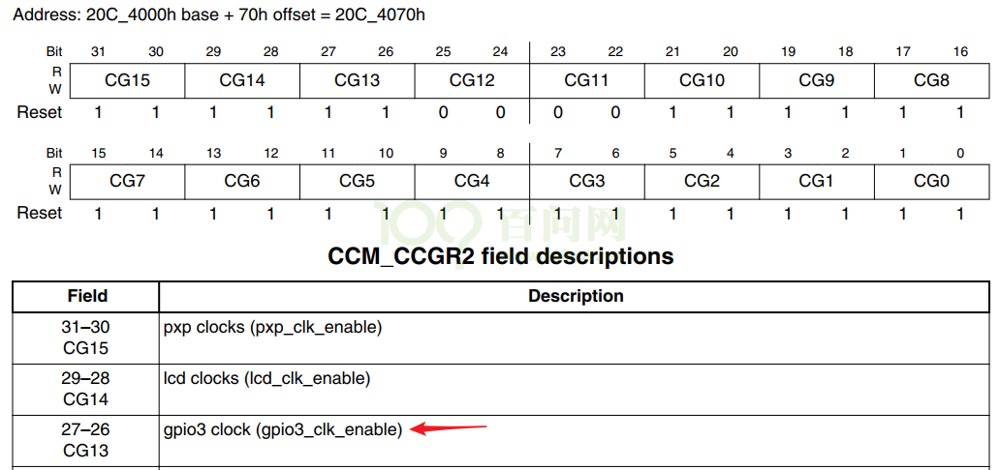 Address: 20C_4000h base + 70h offset = 20C_4070h
Bit 31 30 29 28 27 26 25 24 23 22 21 20 19 18 17 16
R
W
CG15 CG14 CG13 CG12 CG11 CG10 CG9 CG8
Reset 1 1 1 1 1 1 0 0 0 0 1 1 1 1 1 1
Bit 15 14 13 12 11 10 9 8 7 6 5 4 3 2 1 0
R
W
CG7 CG6 CG5 CG4 CG3 CG2 CG1 CG0
Reset 1 1 1 1 1 1 1 1 1 1 1 1 1 1 1 1
100 百问网
CCM_CCGR2 field descriptions
Field Description
31–30 pxp clocks (pxp_clk_enable)
CG15
29–28 lcd clocks (lcd_clk_enable)
CG14
27–26 gpio3 clock (gpio3_clk_enable)
CG13